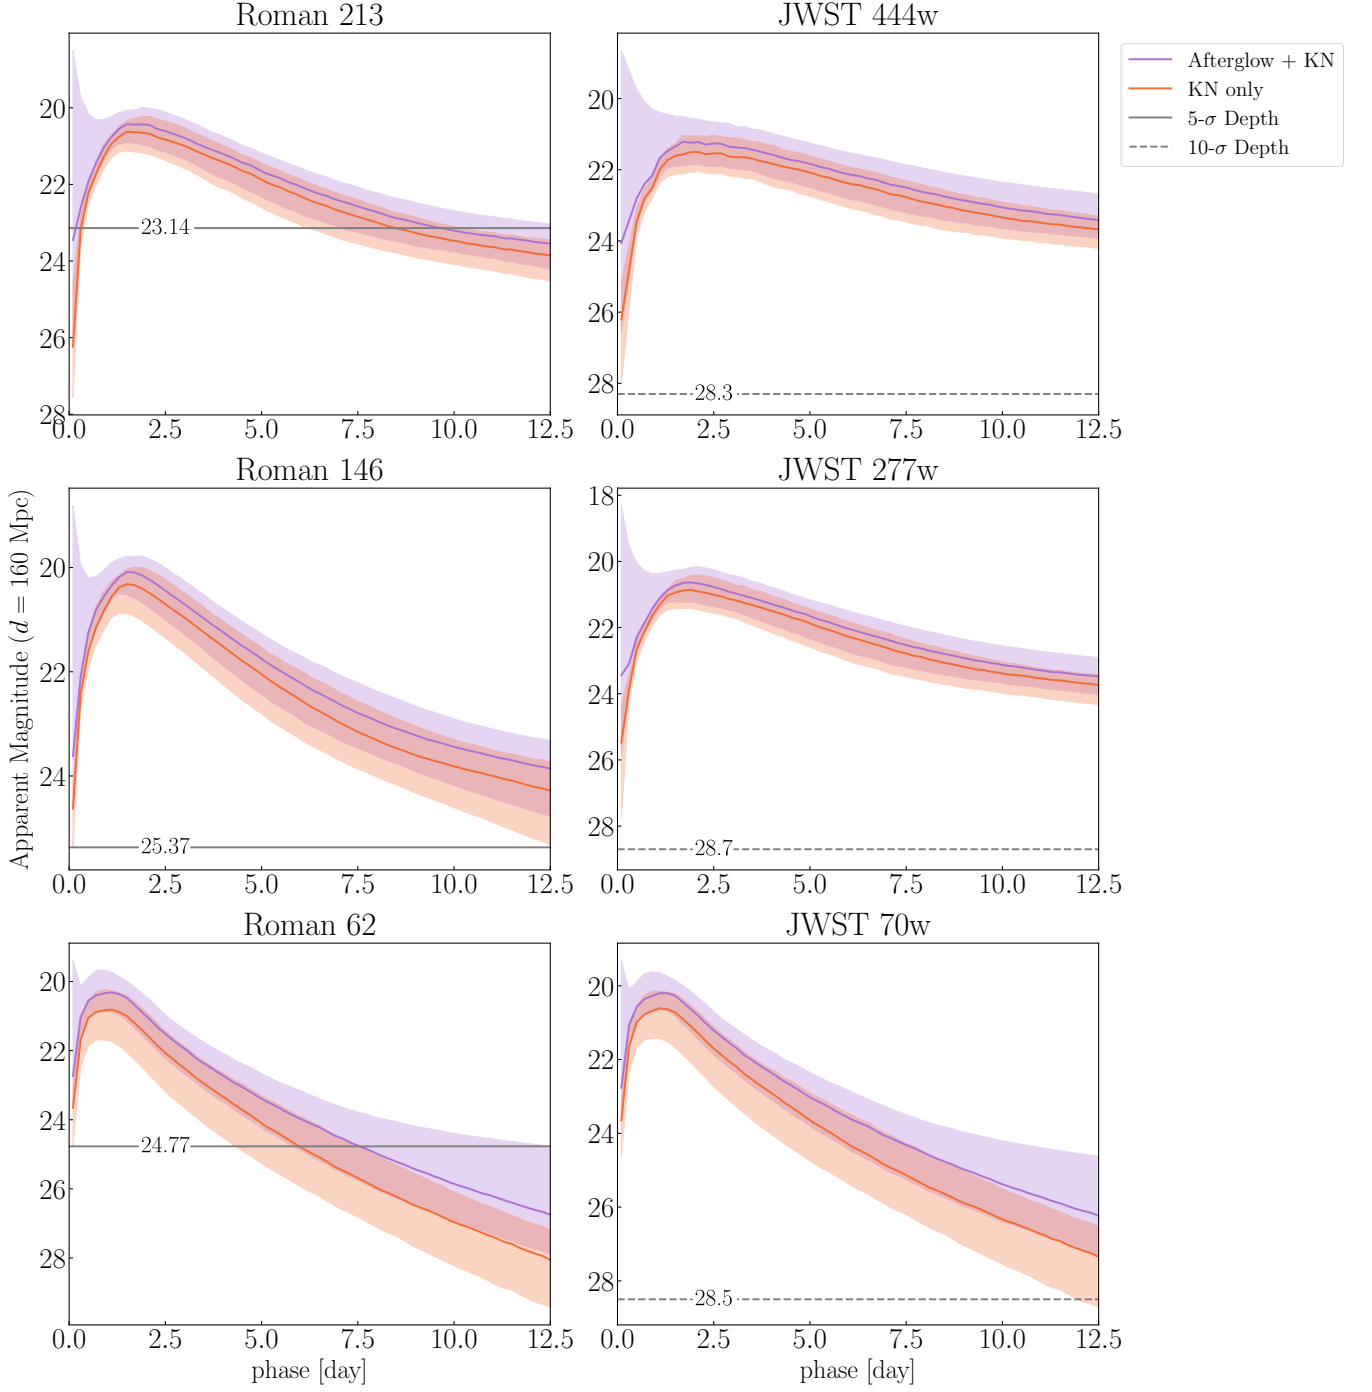 Roman 213
JWST 444w
Afterglow + KN
KN only
5-σ Depth
10-σ Depth
20
22
24
26
28
23.14
0.0 2.5 5.0 7.5 10.0 12.5
20
22
24
26
28
28.3
0.0 2.5 5.0 7.5 10.0 12.5
Roman 146
JWST 277w
Apparent Magnitude (d = 160 Mpc)
20
22
24
25.37
0.0 2.5 5.0 7.5 10.0 12.5
18
20
22
24
26
28
28.7
0.0 2.5 5.0 7.5 10.0 12.5
Roman 62
JWST 70w
20
22
24
26
28
24.77
0.0 2.5 5.0 7.5 10.0 12.5
phase [day]
20
22
24
26
28
28.5
0.0 2.5 5.0 7.5 10.0 12.5
phase [day]